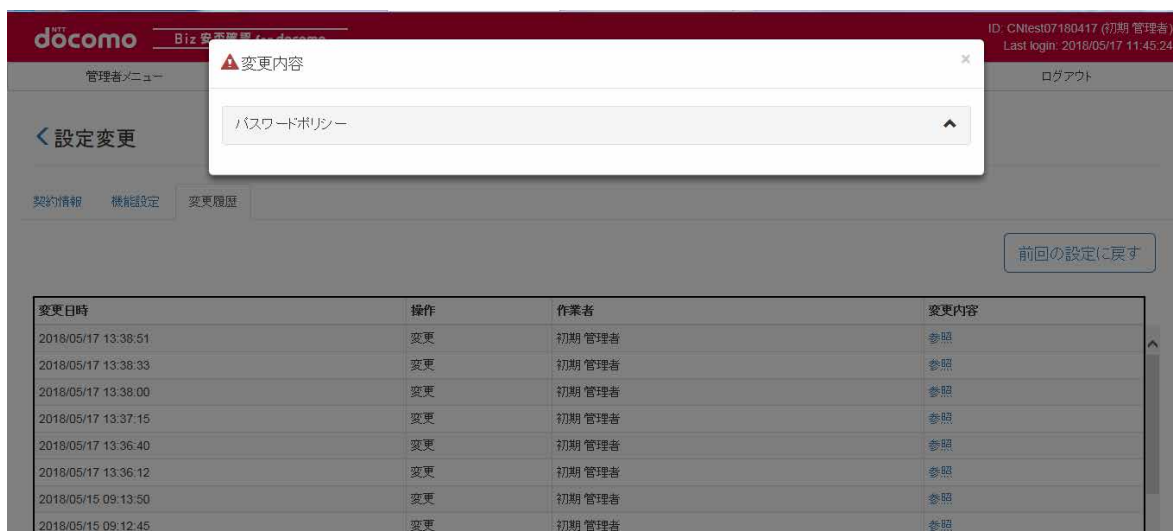 NTT
döcomo Biz 安否確認 for docomo
ID: CNtest07180417 (初期 管理者)
Last login: 2018/05/17 11:45:24
管理者メニュー
ログアウト
変更内容
×
パスワードポリシー
設定変更
契約情報 機能設定 変更履歴
前回の設定に戻す
変更日時 操作 作業者 変更内容
2018/05/17 13:38:51 変更 初期 管理者 参照
2018/05/17 13:38:33 変更 初期 管理者 参照
2018/05/17 13:38:00 変更 初期 管理者 参照
2018/05/17 13:37:15 変更 初期 管理者 参照
2018/05/17 13:36:40 変更 初期 管理者 参照
2018/05/17 13:36:12 変更 初期 管理者 参照
2018/05/15 09:13:50 変更 初期 管理者 参照
2018/05/15 09:12:45 変更 初期 管理者 参照